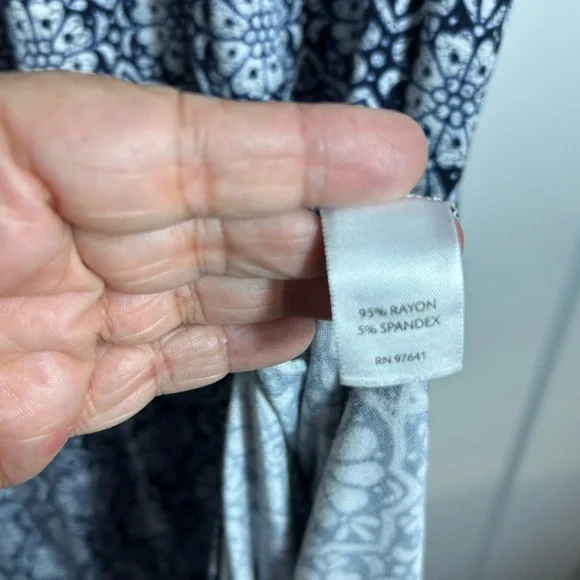 95% RAYON
5% SPANDEX
RN 97641